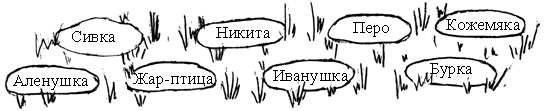 Сивка Никита Перо Кожемяка
Аленушка Жар-птица Иванушка Бурка